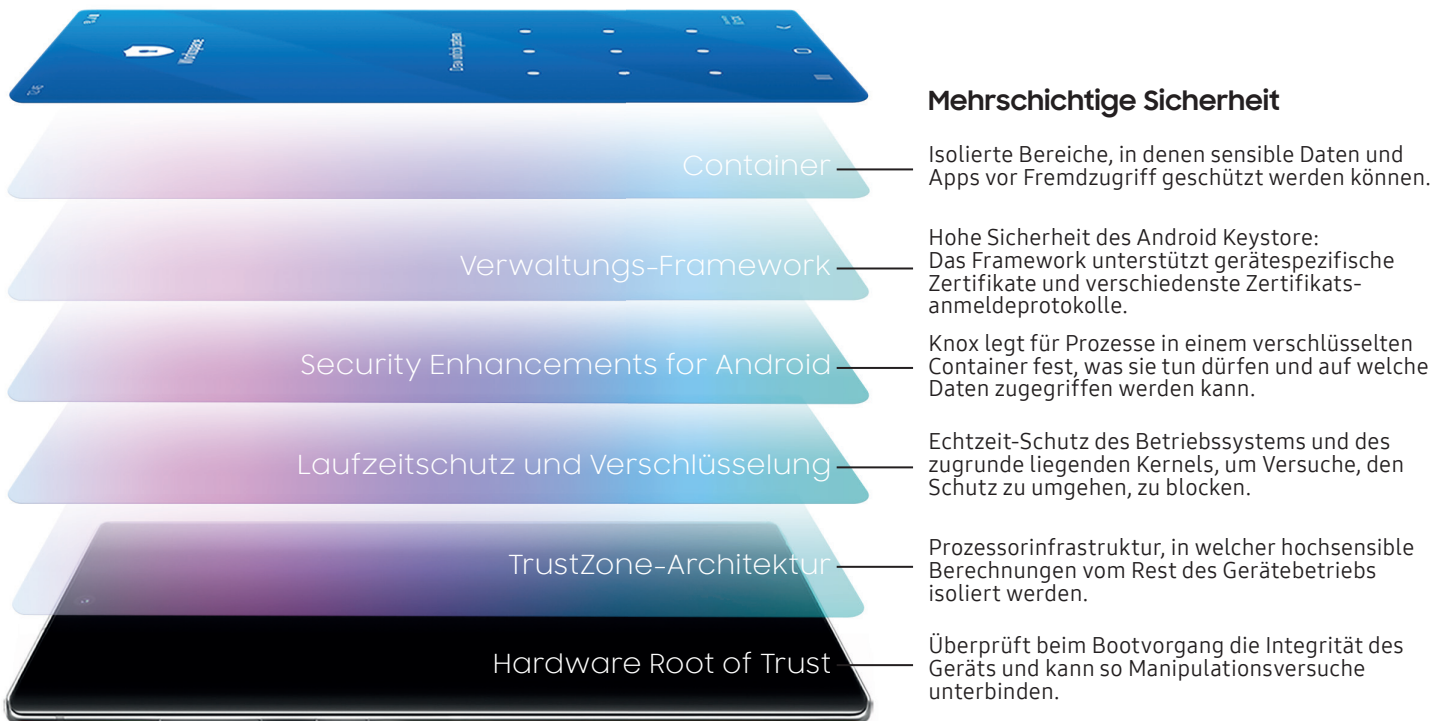 Workspace
Draw unlock pattern
Mehrschichtige Sicherheit
Container
Isolierte Bereiche, in denen sensible Daten und
Apps vor Fremdzugriff geschützt werden können.
Verwaltungs-Framework
Hohe Sicherheit des Android Keystore:
Das Framework unterstützt gerätespezifische
Zertifikate und verschiedenste Zertifikats-
anmeldeprotokolle.
Security Enhancements for Android
Knox legt für Prozesse in einem verschlüsselten
Container fest, was sie tun dürfen und auf welche
Daten zugegriffen werden kann.
Laufzeitschutz und Verschlüsselung
Echtzeit-Schutz des Betriebssystems und des
zugrunde liegenden Kernels, um Versuche, den
Schutz zu umgehen, zu blocken.
TrustZone-Architektur
Prozessorinfrastruktur, in welcher hochsensible
Berechnungen vom Rest des Gerätebetriebs
isoliert werden.
Hardware Root of Trust
Überprüft beim Bootvorgang die Integrität des
Geräts und kann so Manipulationsversuche
unterbinden.